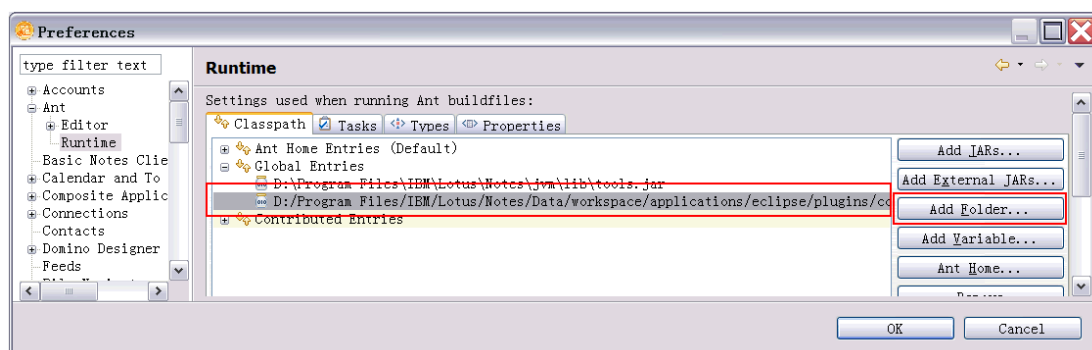 Preferences
type filter text
Runtime
Accounts
Ant
Editor
Runtime
Basic Notes Clie
Calendar and To
Composite Applic
Connections
Contacts
Domino Designer
Feeds
Settings used when running Ant buildfiles:
Classpath Tasks Types Properties
Ant Home Entries (Default)
Global Entries
D:\Program Files\IBM\Lotus\Notes\jvm\lib\tools.jar
D:/Program Files/IBM/Lotus/Notes/Data/workspace/applications/eclipse/plugins/co
Contributed Entries
Add JARs...
Add External JARs...
Add Folder...
Add Variable...
Ant Home...
OK Cancel